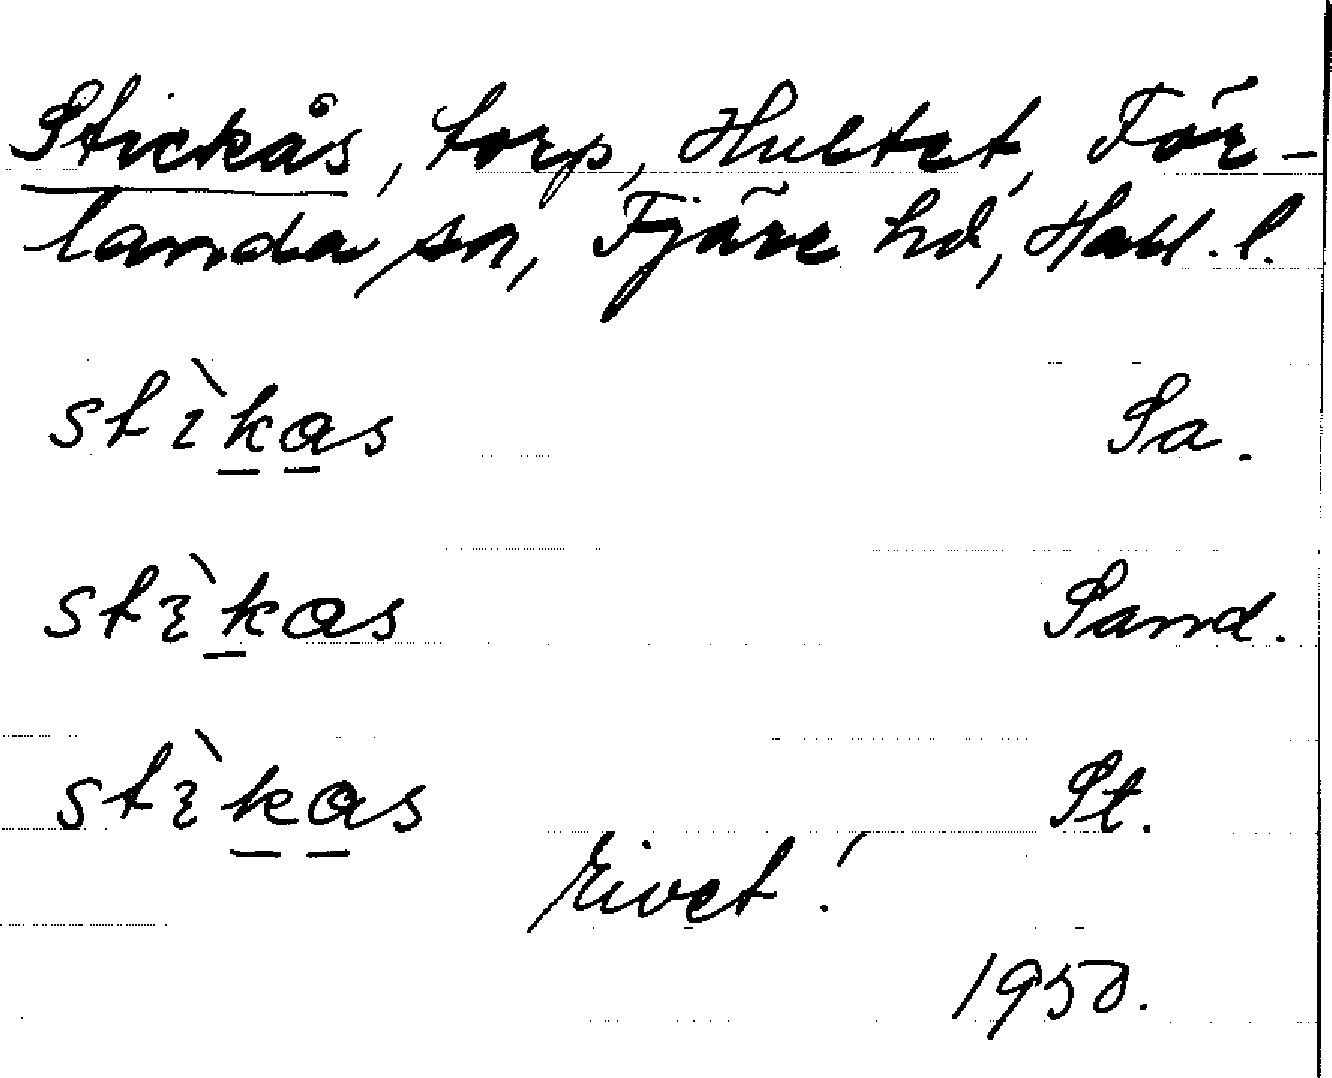 Stickås, torp, Hultet, För-
landa sn, Fjäre hd, Hall. l.
stìkas Sa.
stìkas Sand.
stìkas St.
rivet!
1950.